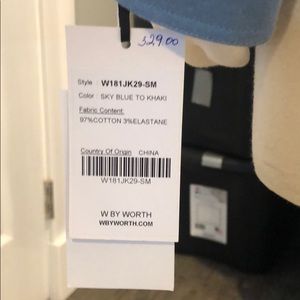 $29.00
Style W181JK29-SM
Color : SKY BLUE TO KHAKI
Fabric Content:
97%COTTON 3%ELASTANE
Country Of Origin CHINA
W181JK29-SM
W BY WORTH
WBYWORTH.COM